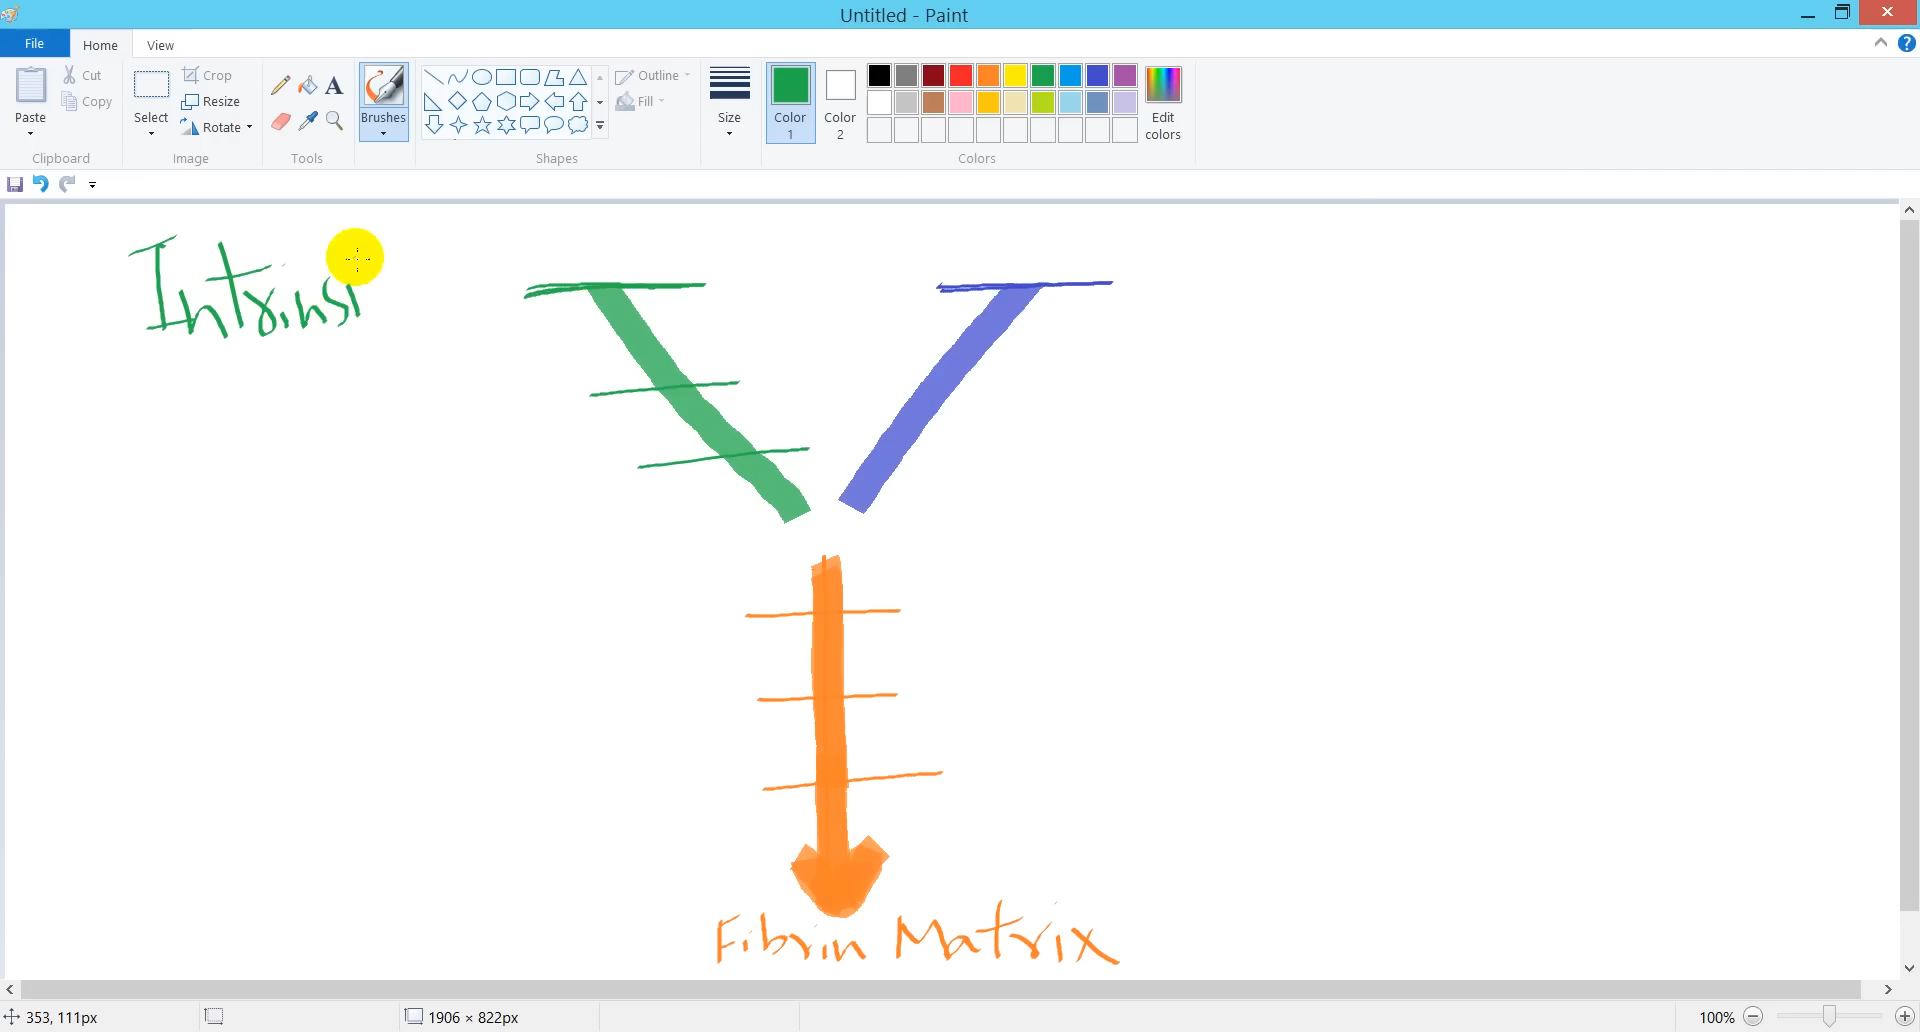 Untitled - Paint
File Home View
Paste Cut Copy Select Crop Resize Rotate A Brushes Outline Fill Size Color 1 Color 2 Edit colors
Clipboard Image Tools Shapes Colors
Intrinsi
Fibrin Matrix
353, 111px 1906 × 822px 100%